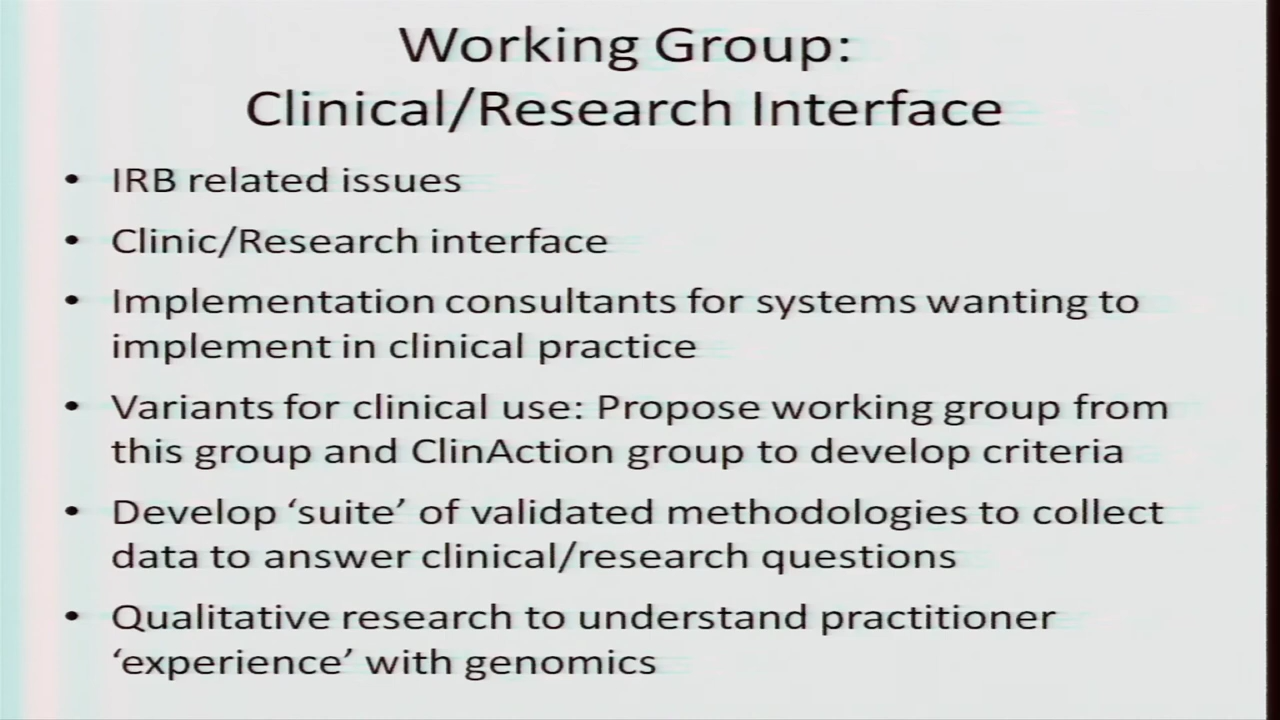 Working Group:
Clinical/Research Interface
• IRB related issues
• Clinic/Research interface
• Implementation consultants for systems wanting to
implement in clinical practice
• Variants for clinical use: Propose working group from
this group and ClinAction group to develop criteria
• Develop ‘suite’ of validated methodologies to collect
data to answer clinical/research questions
• Qualitative research to understand practitioner
‘experience’ with genomics